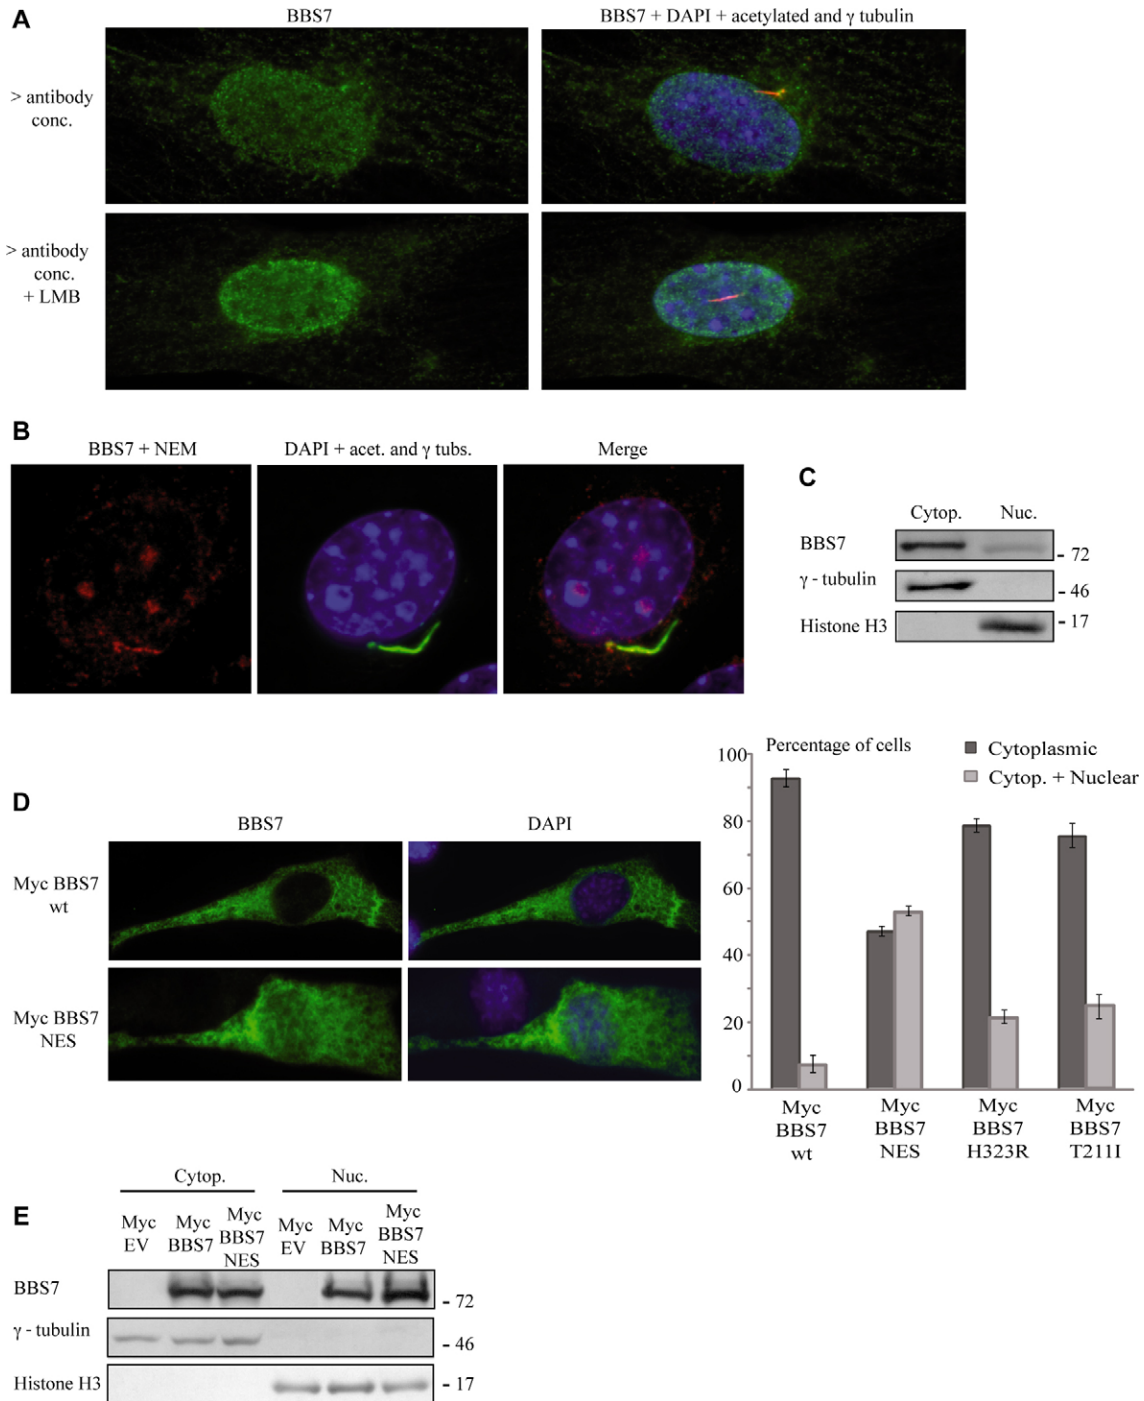 A
BBS7
BBS7 + DAPI + acetylated and γ tubulin
> antibody
conc.
> antibody
conc.
+ LMB
B
BBS7 + NEM
DAPI + acet. and γ tubs.
Merge
C
Cytop.
Nuc.
BBS7
- 72
γ - tubulin
- 46
Histone H3
- 17
D
BBS7
DAPI
Myc BBS7
wt
Myc BBS7
NES
Percentage of cells
Cytoplasmic
Cytop. + Nuclear
100
80
60
40
20
0
Myc
BBS7
wt
Myc
BBS7
NES
Myc
BBS7
H323R
Myc
BBS7
T211I
E
Cytop.
Nuc.
Myc
EV
Myc
BBS7
Myc
BBS7
NES
Myc
EV
Myc
BBS7
Myc
BBS7
NES
BBS7
- 72
γ - tubulin
- 46
Histone H3
- 17